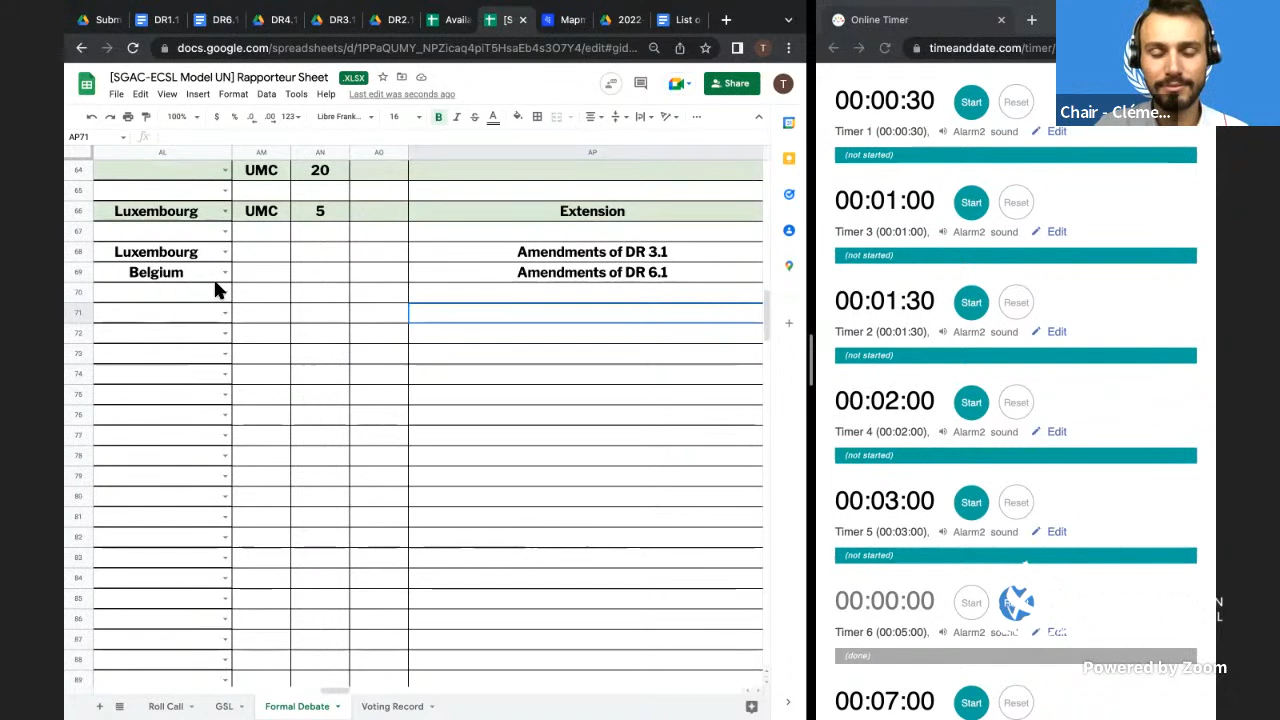 Subm
DR1.1
DR6.1
DR4.1
DR3.1
DR2.1
Availa
[S
Mapm
2022
List o
docs.google.com/spreadsheets/d/1PPaQUMY_NPZicaq4piT5HsaEb4s3O7Y4/edit#gid...
T
[SGAC-ECSL Model UN] Rapporteur Sheet .XLSX
Share
T
File Edit View Insert Format Data Tools Help Last edit was seconds ago
100% $ % .0 .00 123 Libre Frank... 16 B I S A
AP71 fx
AL AM AN AO AP
64 UMC 20
65
66 Luxembourg UMC 5 Extension
67
68 Luxembourg Amendments of DR 3.1
69 Belgium Amendments of DR 6.1
70
71
72
73
74
75
76
77
78
79
80
81
82
83
84
85
86
87
88
89
Roll Call GSL Formal Debate Voting Record
Online Timer
timeanddate.com/timer/
Chair - Cléme...
00:00:30 Start Reset
Timer 1 (00:00:30), Alarm2 sound Edit
(not started)
00:01:00 Start Reset
Timer 3 (00:01:00), Alarm2 sound Edit
(not started)
00:01:30 Start Reset
Timer 2 (00:01:30), Alarm2 sound Edit
(not started)
00:02:00 Start Reset
Timer 4 (00:02:00), Alarm2 sound Edit
(not started)
00:03:00 Start Reset
Timer 5 (00:03:00), Alarm2 sound Edit
(not started)
00:00:00 Start
Timer 6 (00:05:00), Alarm2 sound Edit
(done)
Powered by Zoom
00:07:00 Start Reset